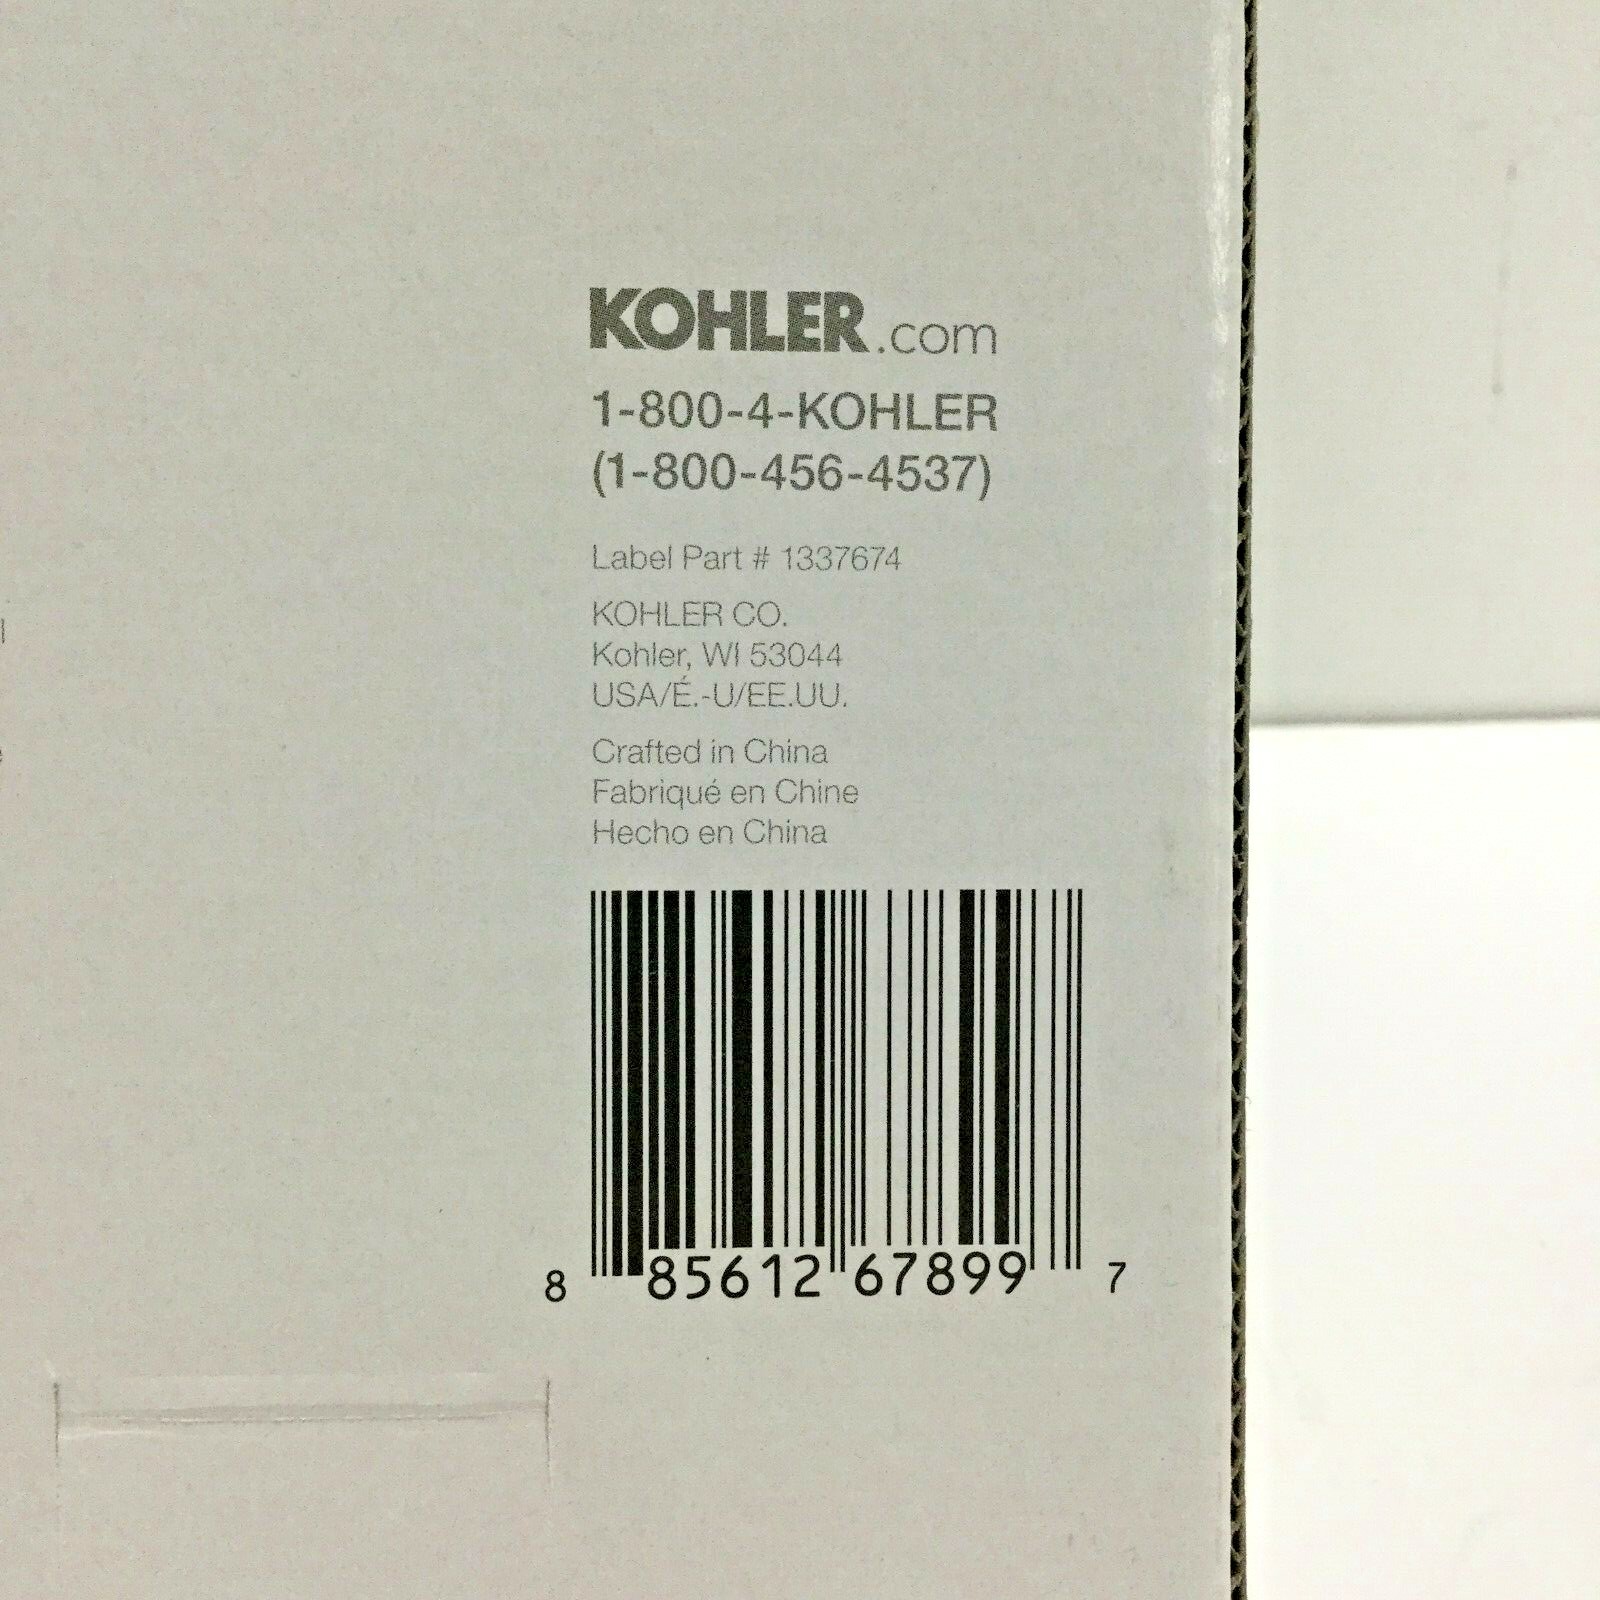 KOHLER.com
1-800-4-KOHLER
(1-800-456-4537)
Label Part # 1337674
KOHLER CO.
Kohler, WI 53044
USA/É.-U/EE.UU.
Crafted in China
Fabriqué en Chine
Hecho en China
8 85612 67899 7